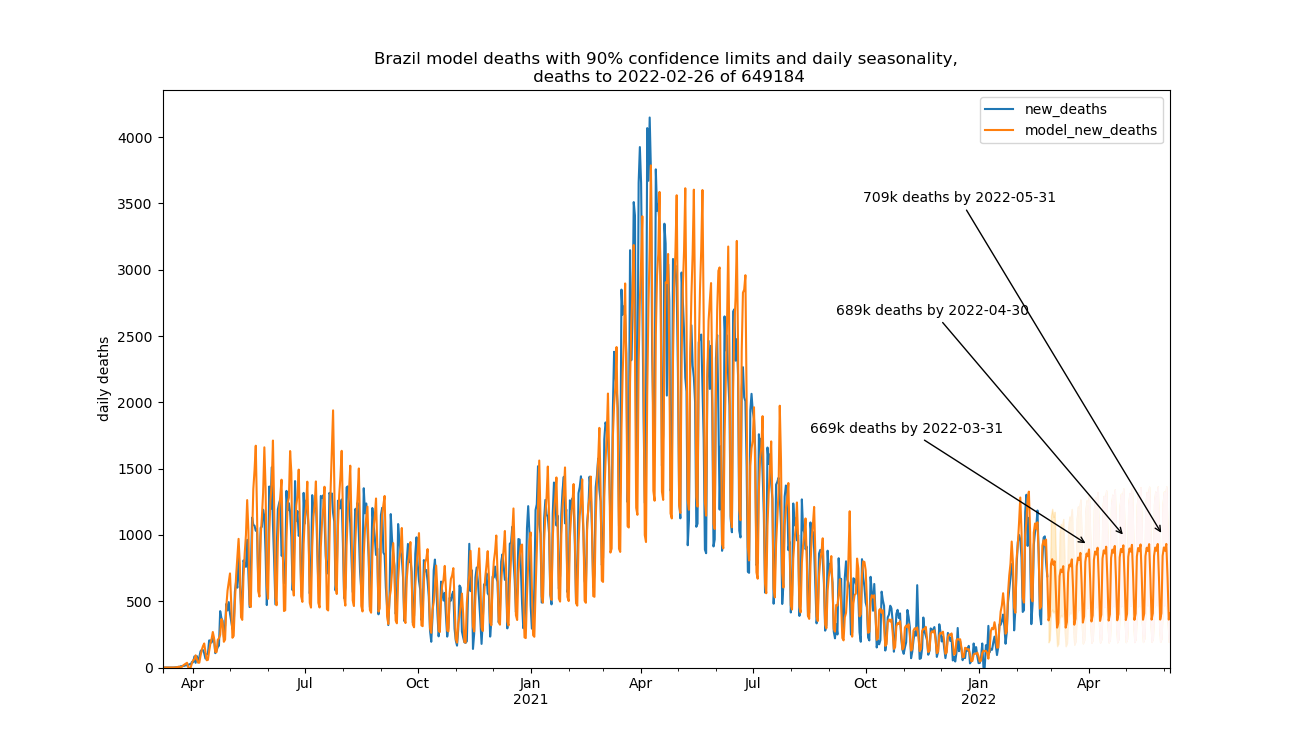 Brazil model deaths with 90% confidence limits and daily seasonality,
deaths to 2022-02-26 of 649184
new_deaths
model_new_deaths
4000
3500
3000
2500
2000
1500
1000
500
0
daily deaths
709k deaths by 2022-05-31
689k deaths by 2022-04-30
669k deaths by 2022-03-31
Apr Jul Oct Jan Apr Jul Oct Jan Apr
2021 2022